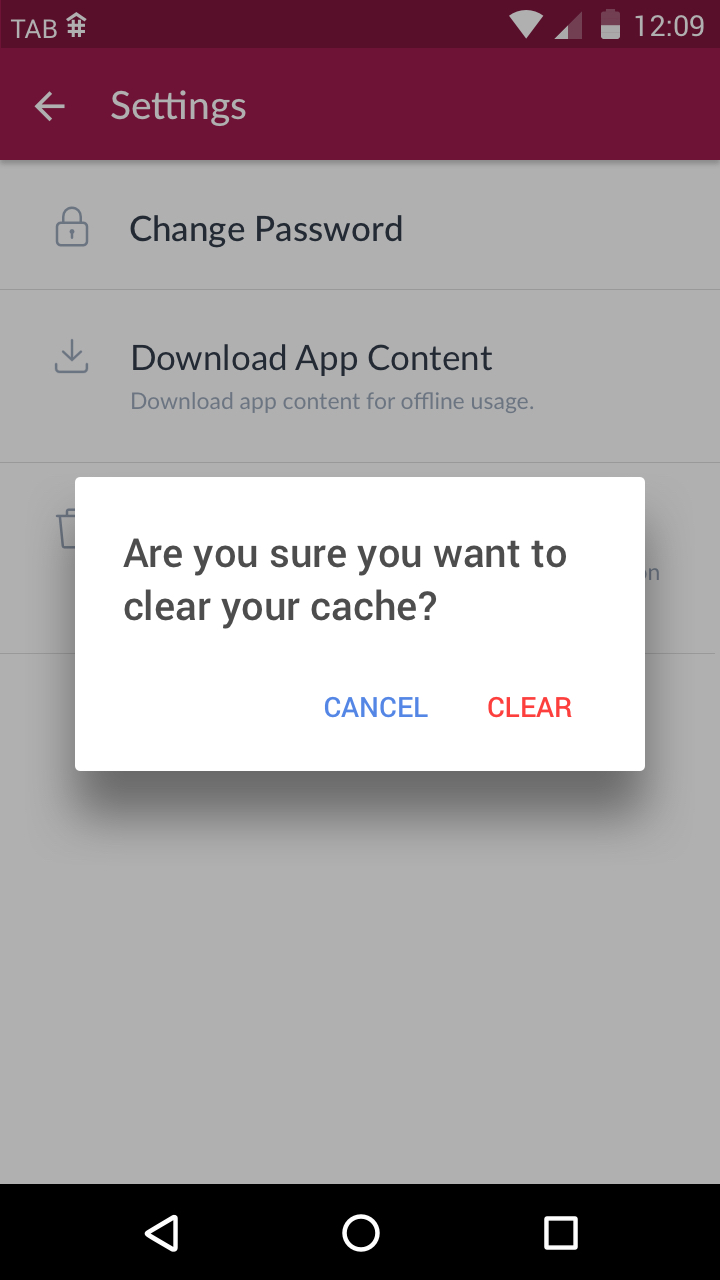 TAB 12:09
Settings
Change Password
Download App Content
Download app content for offline usage.
Are you sure you want to
clear your cache?
CANCEL CLEAR